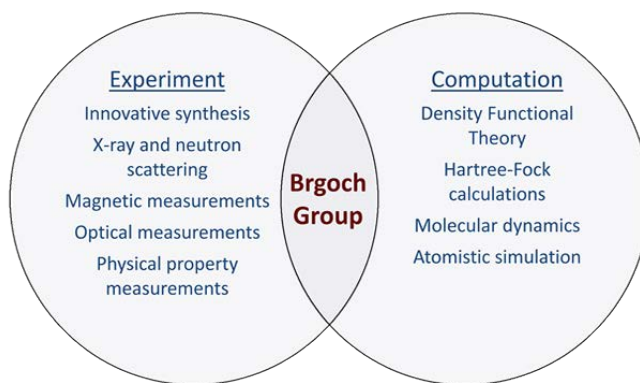 Experiment
Innovative synthesis
X-ray and neutron
scattering
Magnetic measurements
Optical measurements
Physical property
measurements
Brgoch
Group
Computation
Density Functional
Theory
Hartree-Fock
calculations
Molecular dynamics
Atomistic simulation